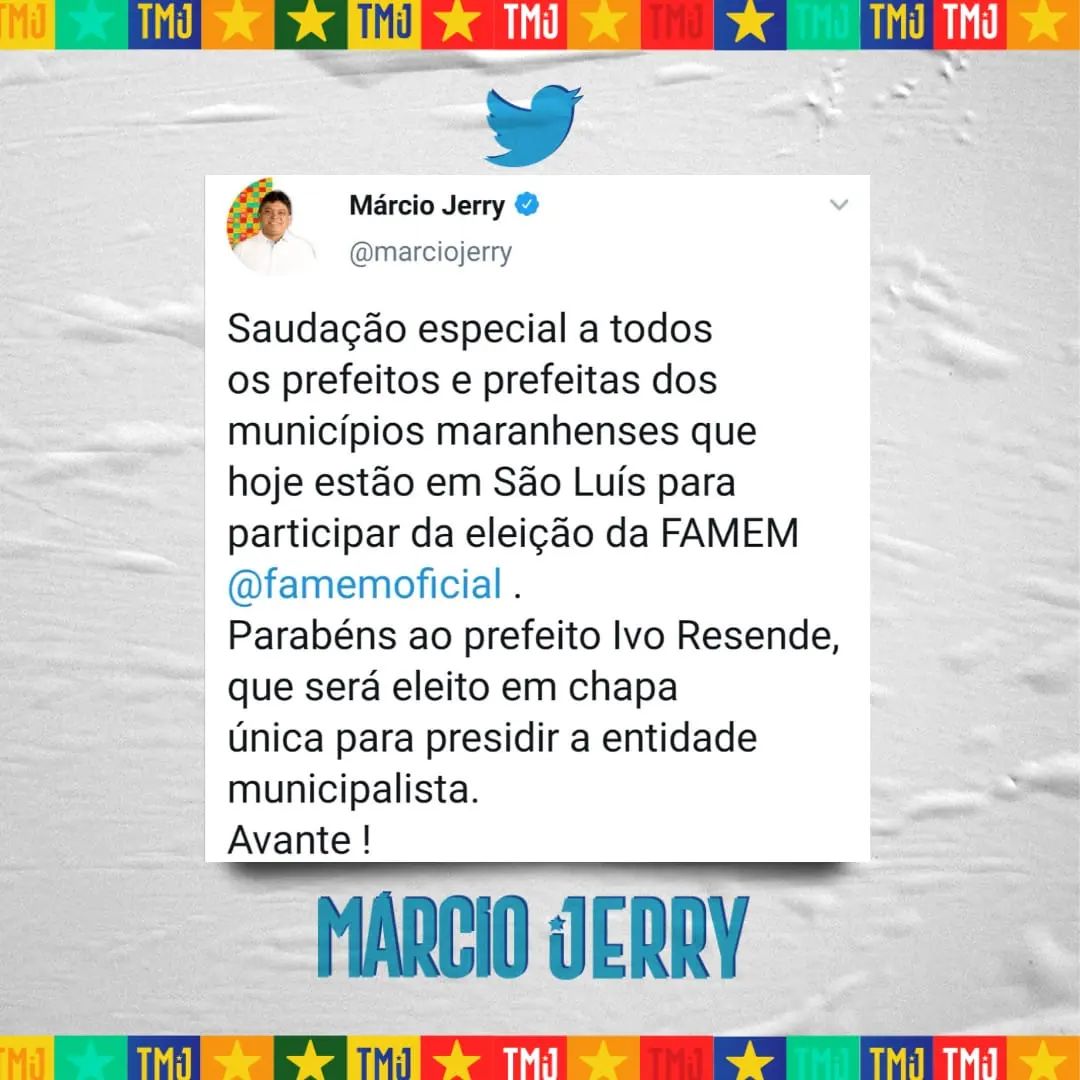 TMJ TMJ TMJ TMJ TMJ TMJ TMJ TMJ
Márcio Jerry
@marciojerry
Saudação especial a todos
os prefeitos e prefeitas dos
municípios maranhenses que
hoje estão em São Luís para
participar da eleição da FAMEM
@famemoficial .
Parabéns ao prefeito Ivo Resende,
que será eleito em chapa
única para presidir a entidade
municipalista.
Avante !
MÁRCIO JERRY
TMJ TMJ TMJ TMJ TMJ TMJ TMJ TMJ